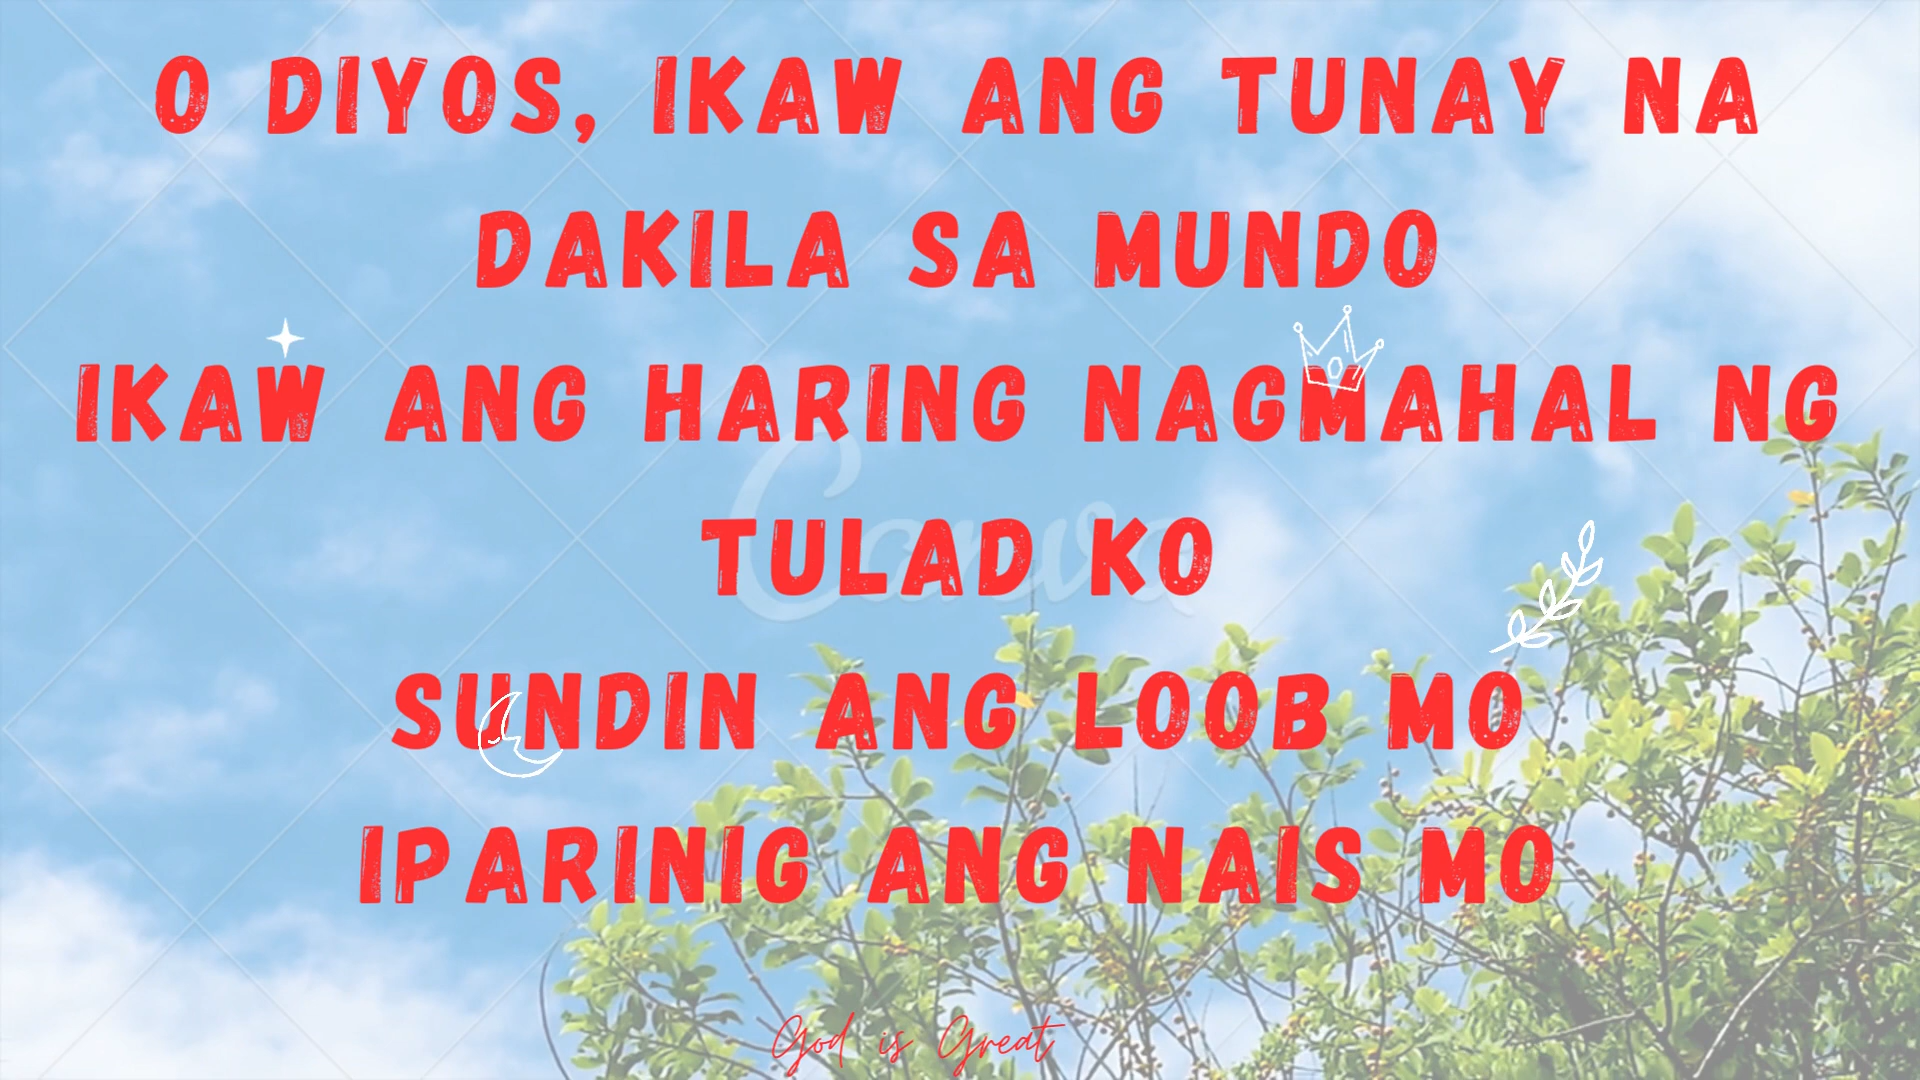 O DIYOS, IKAW ANG TUNAY NA
DAKILA SA MUNDO
IKAW ANG HARING NAGMAHAL NG
TULAD KO
SUNDIN ANG LOOB MO
IPARINIG ANG NAIS MO
God is Great
Canva